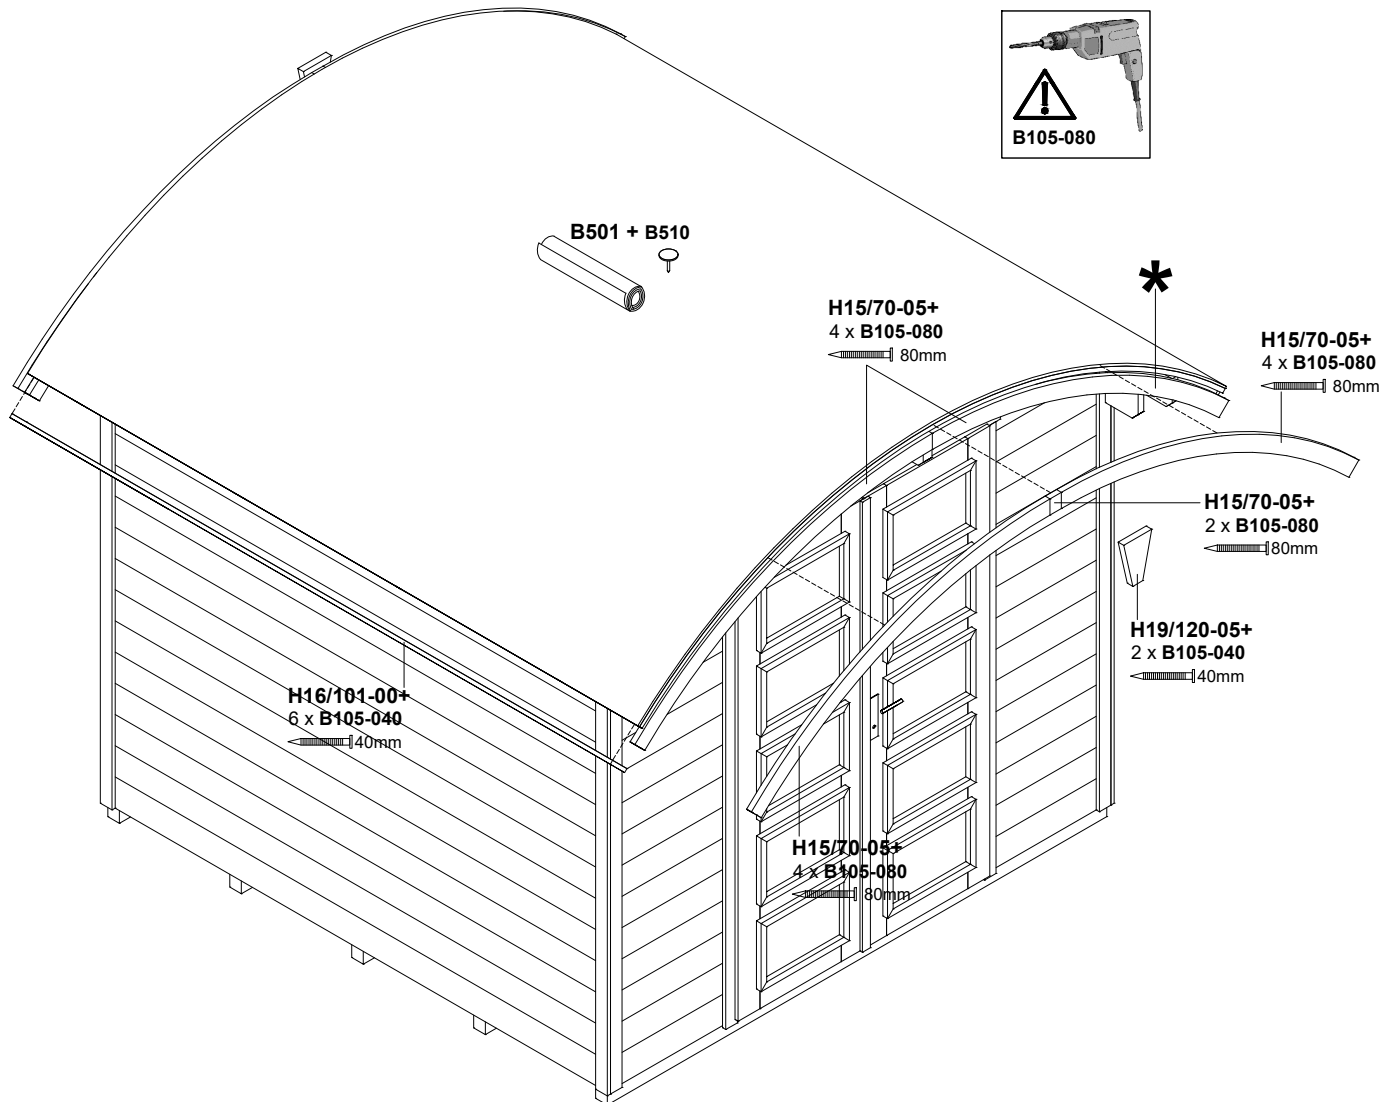 B105-080
B501 + B510
*
H15/70-05+
4 x B105-080
80mm
H15/70-05+
4 x B105-080
80mm
H15/70-05+
2 x B105-080
80mm
H19/120-05+
2 x B105-040
40mm
H16/101-00+
6 x B105-040
40mm
H15/70-05+
4 x B105-080
80mm